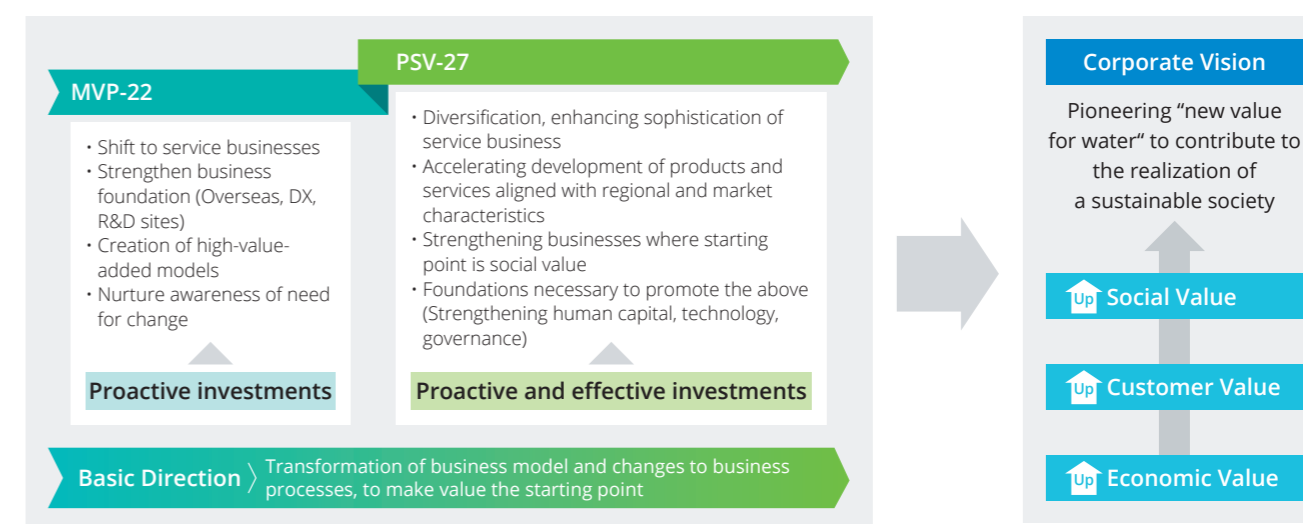 MVP-22
・Shift to service businesses
・Strengthen business
foundation (Overseas, DX,
R&D sites)
・Creation of high-value-
added models
・Nurture awareness of need
for change
Proactive investments
PSV-27
・Diversification, enhancing sophistication of
service business
・Accelerating development of products and
services aligned with regional and market
characteristics
・Strengthening businesses where starting
point is social value
・Foundations necessary to promote the above
(Strengthening human capital, technology,
governance)
Proactive and effective investments
Basic Direction 〉 Transformation of business model and changes to business
processes, to make value the starting point
Corporate Vision
Pioneering “new value
for water“ to contribute to
the realization of
a sustainable society
Up Social Value
Up Customer Value
Up Economic Value